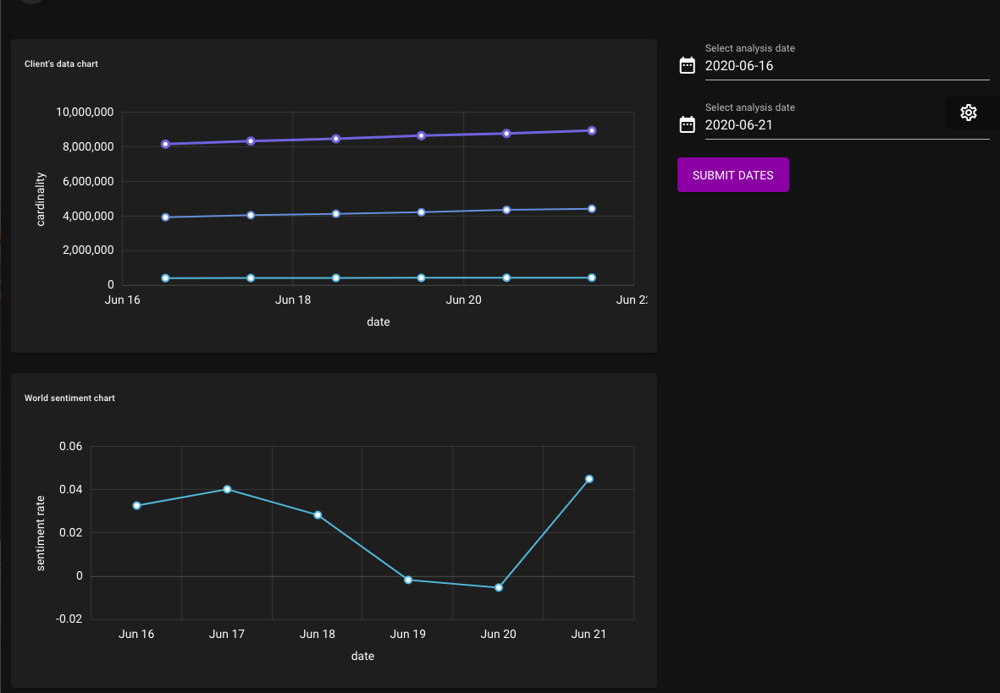 Client's data chart
10,000,000
8,000,000
6,000,000
4,000,000
2,000,000
0
cardinality
Jun 16
Jun 18
Jun 20
Jun 2
date
World sentiment chart
0.06
0.04
0.02
0
-0.02
sentiment rate
Jun 16
Jun 17
Jun 18
Jun 19
Jun 20
Jun 21
date
Select analysis date
2020-06-16
Select analysis date
2020-06-21
SUBMIT DATES